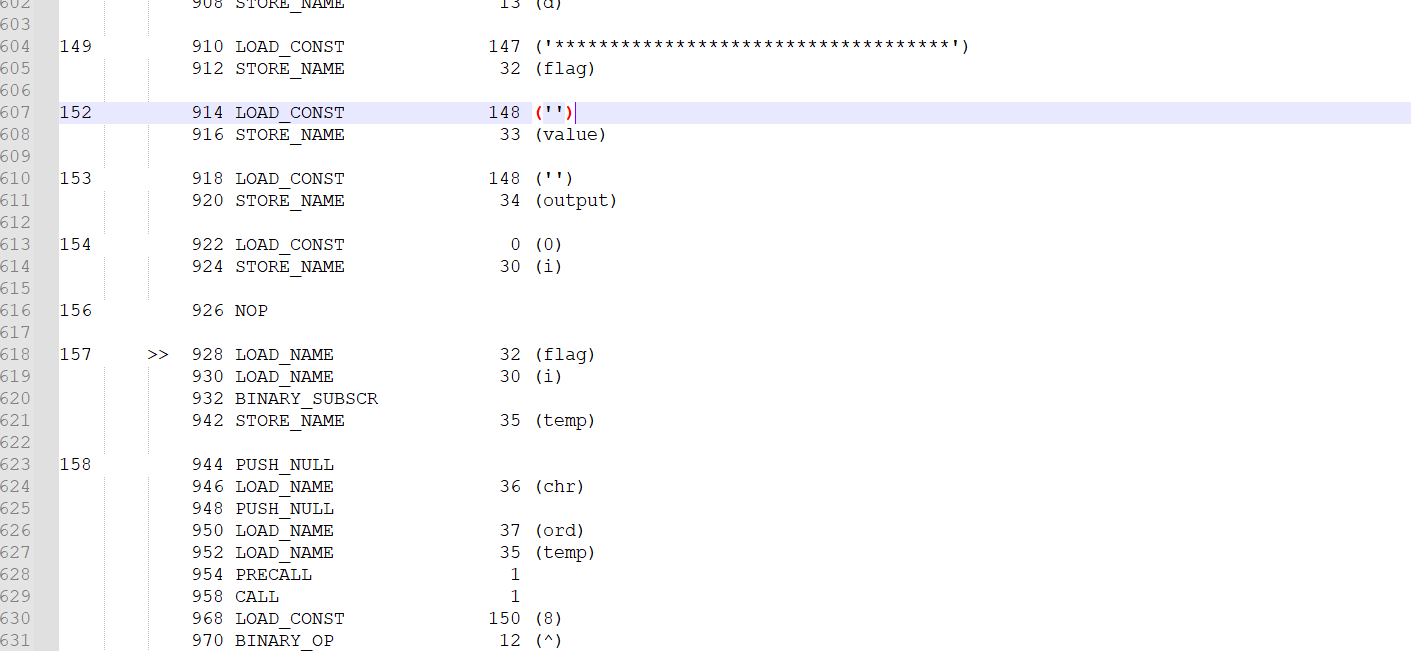 602 908 STORE_NAME 13 (d)
603
604 149 910 LOAD_CONST 147 ('************************************')
605 912 STORE_NAME 32 (flag)
606
607 152 914 LOAD_CONST 148 ('')
608 916 STORE_NAME 33 (value)
609
610 153 918 LOAD_CONST 148 ('')
611 920 STORE_NAME 34 (output)
612
613 154 922 LOAD_CONST 0 (0)
614 924 STORE_NAME 30 (i)
615
616 156 926 NOP
617
618 157 >> 928 LOAD_NAME 32 (flag)
619 930 LOAD_NAME 30 (i)
620 932 BINARY_SUBSCR
621 942 STORE_NAME 35 (temp)
622
623 158 944 PUSH_NULL
624 946 LOAD_NAME 36 (chr)
625 948 PUSH_NULL
626 950 LOAD_NAME 37 (ord)
627 952 LOAD_NAME 35 (temp)
628 954 PRECALL 1
629 958 CALL 1
630 968 LOAD_CONST 150 (8)
631 970 BINARY_OP 12 (^)